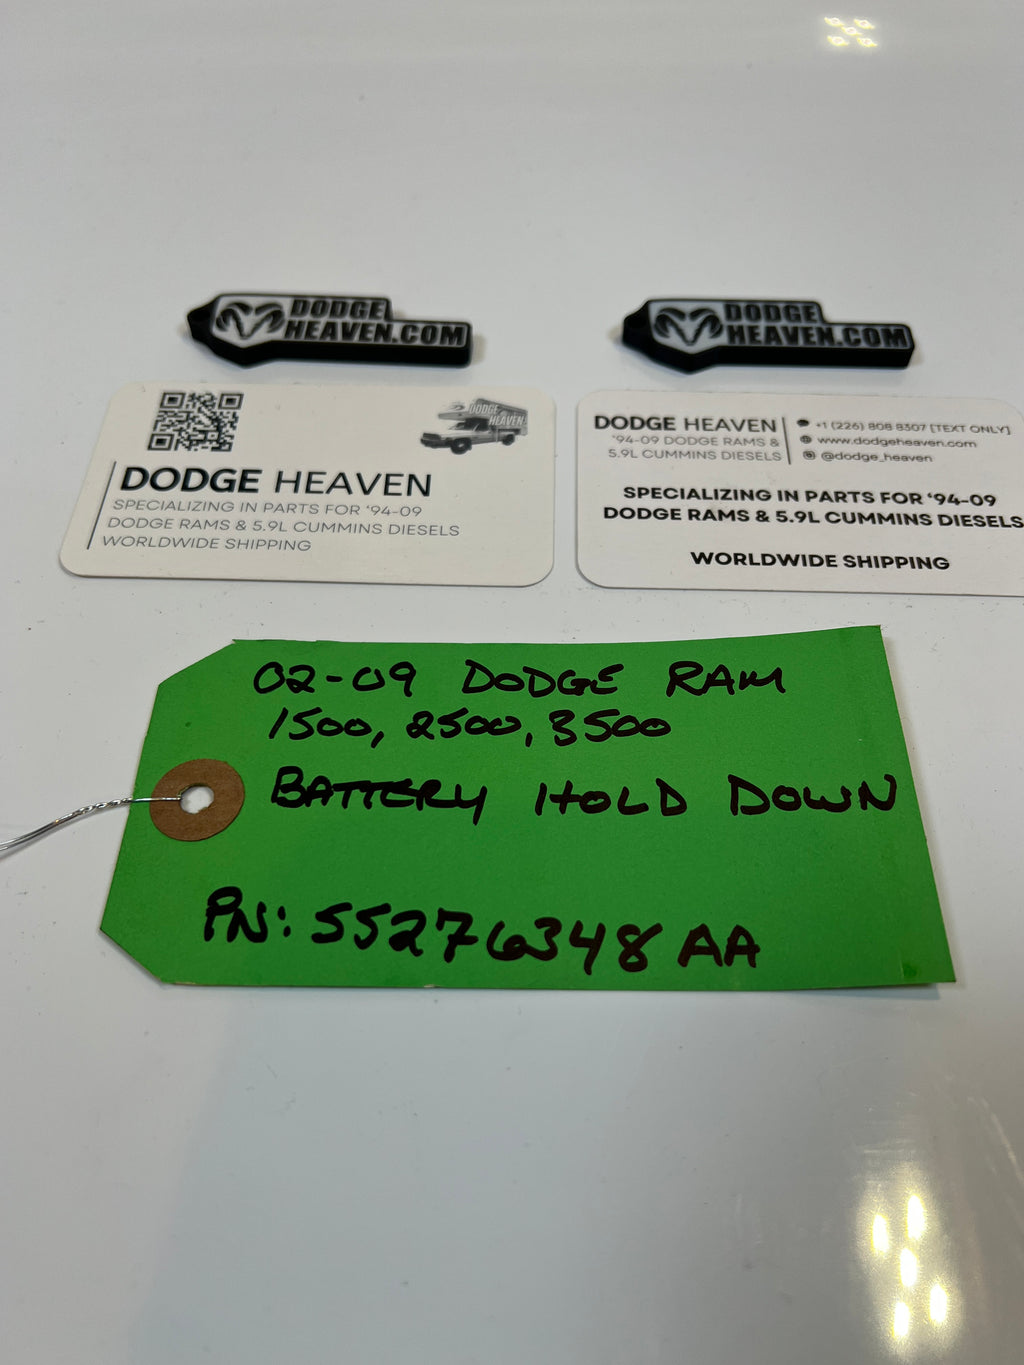 DODGE
HEAVEN.COM
DODGE
HEAVEN.COM
DODGE
HEAVEN
DODGE HEAVEN
SPECIALIZING IN PARTS FOR '94-09
DODGE RAMS & 5.9L CUMMINS DIESELS
WORLDWIDE SHIPPING
DODGE HEAVEN
'94-09 DODGE RAMS &
5.9L CUMMINS DIESELS
+1 (226) 808 8307 [TEXT ONLY]
www.dodgeheaven.com
@dodge_heaven
SPECIALIZING IN PARTS FOR '94-09
DODGE RAMS & 5.9L CUMMINS DIESELS
WORLDWIDE SHIPPING
02-09 DODGE RAM
1500, 2500, 3500
BATTERY HOLD DOWN
PN: 55276348AA